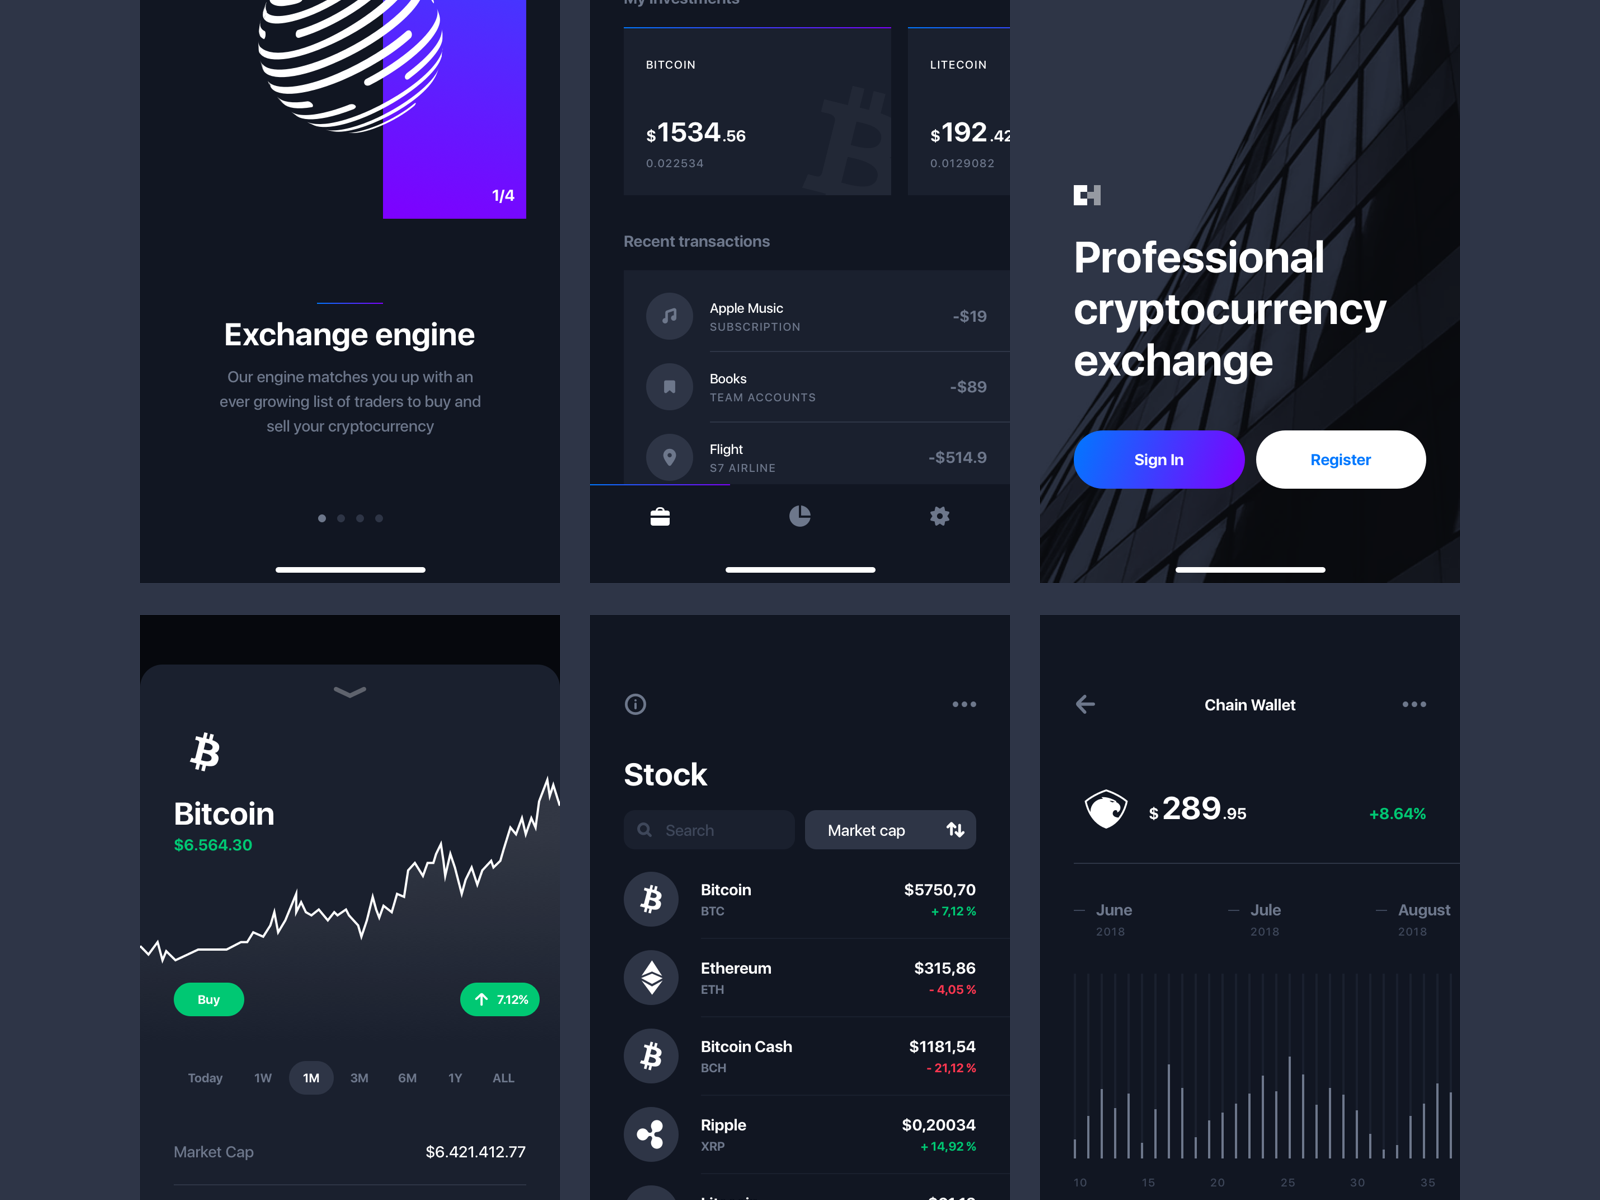 1/4
Exchange engine
Our engine matches you up with an
ever growing list of traders to buy and
sell your cryptocurrency
My investments
BITCOIN
$1534.56
0.022534
LITECOIN
$192.42
0.0129082
Recent transactions
Apple Music
SUBSCRIPTION
-$19
Books
TEAM ACCOUNTS
-$89
Flight
S7 AIRLINE
-$514.9
Professional
cryptocurrency
exchange
Sign In
Register
Bitcoin
$6.564.30
Buy
7.12%
Today 1W 1M 3M 6M 1Y ALL
Market Cap $6.421.412.77
Stock
Search
Market cap
Bitcoin $5750,70
BTC + 7,12 %
Ethereum $315,86
ETH - 4,05 %
Bitcoin Cash $1181,54
BCH - 21,12 %
Ripple $0,20034
XRP + 14,92 %
Chain Wallet
$289.95 +8.64%
June Jule August
2018 2018 2018
10 15 20 25 30 35